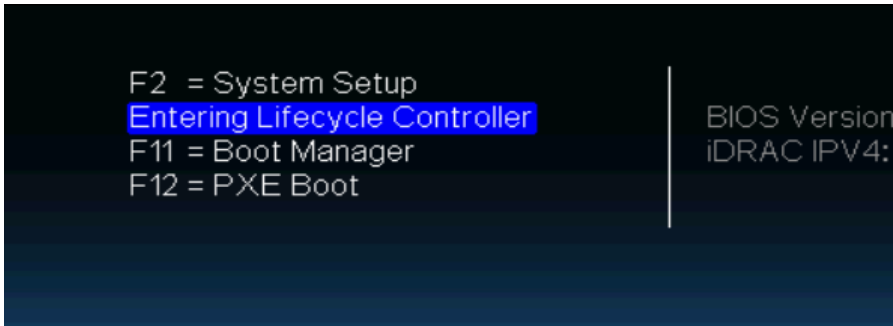 F2 = System Setup
Entering Lifecycle Controller
F11 = Boot Manager
F12 = PXE Boot
BIOS Version
iDRAC IPV4: